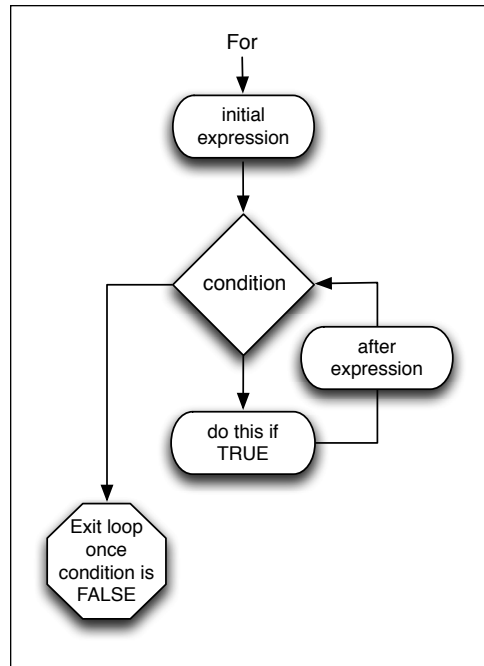 For
initial
expression
condition
after
expression
do this if
TRUE
Exit loop
once
condition is
FALSE